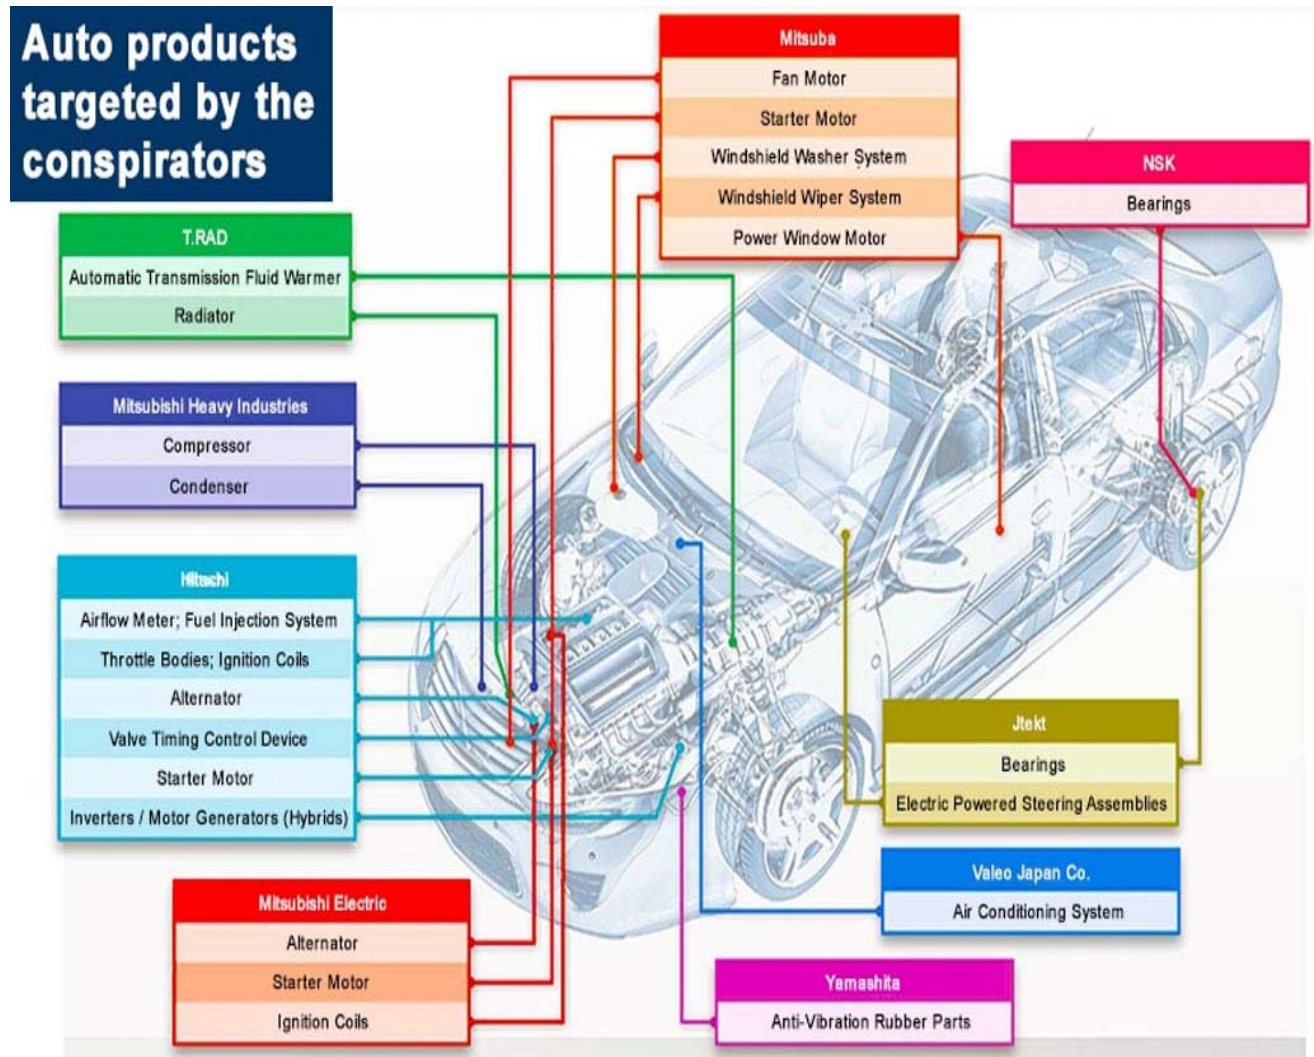 Auto products
targeted by the
conspirators
Mitsuba
Fan Motor
Starter Motor
Windshield Washer System
Windshield Wiper System
Power Window Motor
NSK
Bearings
T.RAD
Automatic Transmission Fluid Warmer
Radiator
Mitsubishi Heavy Industries
Compressor
Condenser
Hitachi
Airflow Meter; Fuel Injection System
Throttle Bodies; Ignition Coils
Alternator
Valve Timing Control Device
Starter Motor
Inverters / Motor Generators (Hybrids)
Jtekt
Bearings
Electric Powered Steering Assemblies
Valeo Japan Co.
Air Conditioning System
Mitsubishi Electric
Alternator
Starter Motor
Ignition Coils
Yamashita
Anti-Vibration Rubber Parts